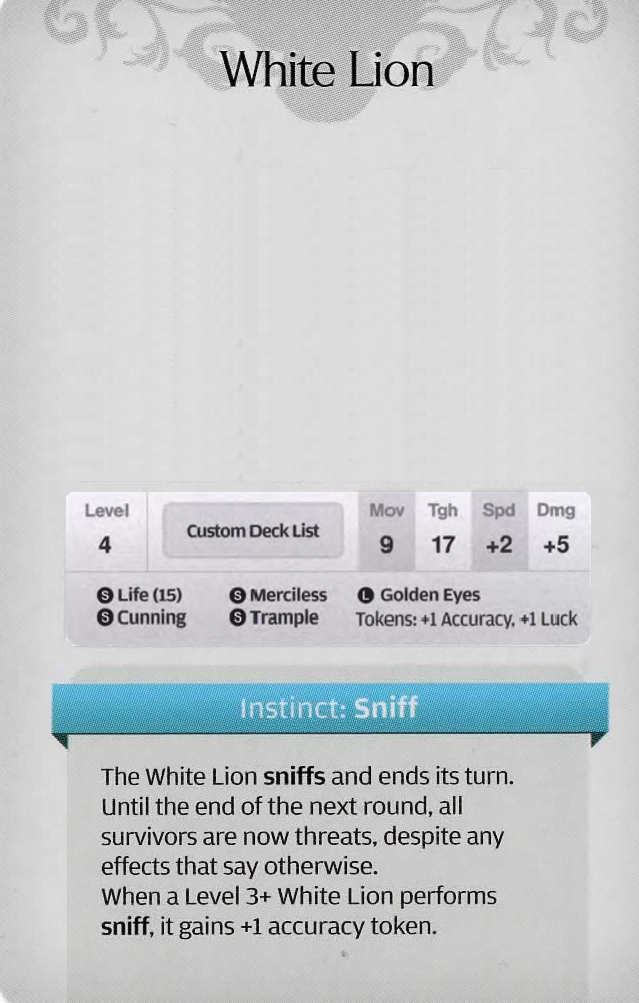 White Lion
Level
4
Custom Deck List
Mov Tgh Spd Dmg
9 17 +2 +5
S Life (15) S Merciless L Golden Eyes
S Cunning S Trample Tokens: +1 Accuracy, +1 Luck
Instinct: Sniff
The White Lion sniffs and ends its turn.
Until the end of the next round, all
survivors are now threats, despite any
effects that say otherwise.
When a Level 3+ White Lion performs
sniff, it gains +1 accuracy token.